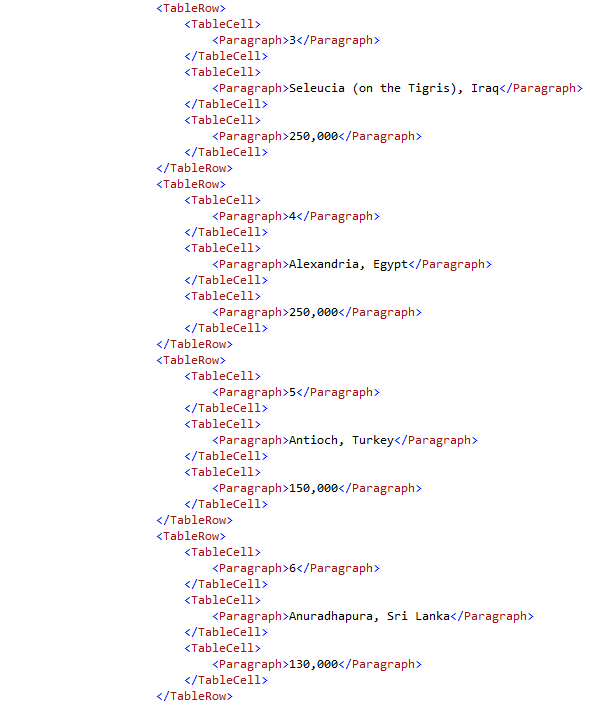 <TableRow>
<TableCell>
<Paragraph>3</Paragraph>
</TableCell>
<TableCell>
<Paragraph>Seleucia (on the Tigris), Iraq</Paragraph>
</TableCell>
<TableCell>
<Paragraph>250,000</Paragraph>
</TableCell>
</TableRow>
<TableRow>
<TableCell>
<Paragraph>4</Paragraph>
</TableCell>
<TableCell>
<Paragraph>Alexandria, Egypt</Paragraph>
</TableCell>
<TableCell>
<Paragraph>250,000</Paragraph>
</TableCell>
</TableRow>
<TableRow>
<TableCell>
<Paragraph>5</Paragraph>
</TableCell>
<TableCell>
<Paragraph>Antioch, Turkey</Paragraph>
</TableCell>
<TableCell>
<Paragraph>150,000</Paragraph>
</TableCell>
</TableRow>
<TableRow>
<TableCell>
<Paragraph>6</Paragraph>
</TableCell>
<TableCell>
<Paragraph>Anuradhapura, Sri Lanka</Paragraph>
</TableCell>
<TableCell>
<Paragraph>130,000</Paragraph>
</TableCell>
</TableRow>